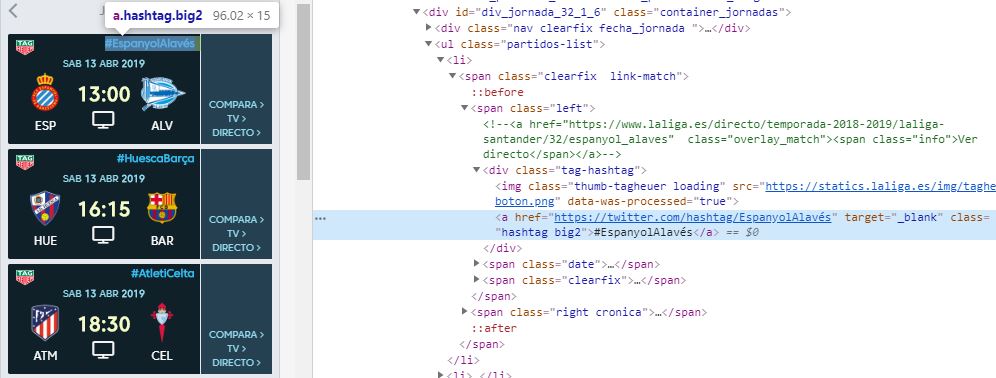 a.hashtag.big2 96.02 × 15
TAG HEUER
#EspanyolAlavés
SAB 13 ABR 2019
13:00
ESP
ALV
COMPARA >
TV >
DIRECTO >
TAG HEUER
#HuescaBarça
SAB 13 ABR 2019
16:15
HUE
BAR
COMPARA >
TV >
DIRECTO >
TAG HEUER
#AtletiCelta
SAB 13 ABR 2019
18:30
ATM
CEL
COMPARA >
TV >
DIRECTO >
<div id="div_jornada_32_1_6" class="container_jornadas">
<div class="nav clearfix fecha_jornada ">…</div>
<ul class="partidos-list">
<li>
<span class="clearfix  link-match">
::before
<span class="left">
<!--<a href="https://www.laliga.es/directo/temporada-2018-2019/laliga-
santander/32/espanyol_alaves"  class="overlay_match"><span class="info">Ver
directo</span></a>-->
<div class="tag-hashtag">
<img class="thumb-tagheuer loading" src="https://statics.laliga.es/img/taghe
boton.png" data-was-processed="true">
<a href="https://twitter.com/hashtag/EspanyolAlavés" target="_blank" class=
"hashtag big2">#EspanyolAlavés</a> == $0
</div>
<span class="date">…</span>
<span class="clearfix">…</span>
</span>
<span class="right cronica">…</span>
::after
</span>
</li>
<li>…</li>